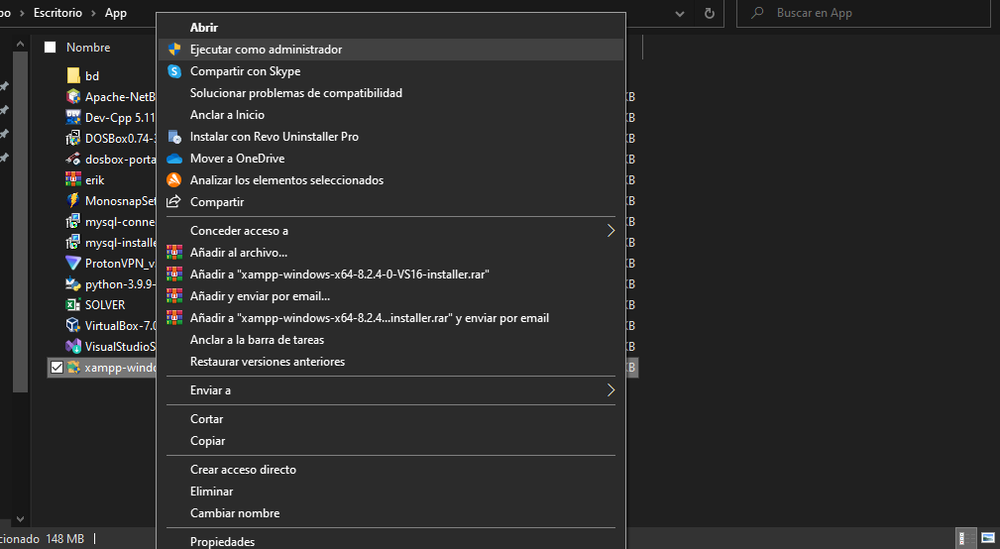 Escritorio > App
Buscar en App
Nombre
bd
Apache-NetB
Dev-Cpp 5.11
DOSBox0.74-3
dosbox-porta
erik
MonosnapSet
mysql-conne
mysql-installe
ProtonVPN_v
python-3.9.9-
SOLVER
VirtualBox-7.0
VisualStudioS
xampp-windo
Abrir
Ejecutar como administrador
Compartir con Skype
Solucionar problemas de compatibilidad
Anclar a Inicio
Instalar con Revo Uninstaller Pro
Mover a OneDrive
Analizar los elementos seleccionados
Compartir
Conceder acceso a
Añadir al archivo...
Añadir a "xampp-windows-x64-8.2.4-0-VS16-installer.rar"
Añadir y enviar por email...
Añadir a "xampp-windows-x64-8.2.4...installer.rar" y enviar por email
Anclar a la barra de tareas
Restaurar versiones anteriores
Enviar a
Cortar
Copiar
Crear acceso directo
Eliminar
Cambiar nombre
Propiedades
KB
KB
KB
KB
KB
KB
KB
KB
KB
KB
KB
KB
KB
KB
cionado 148 MB